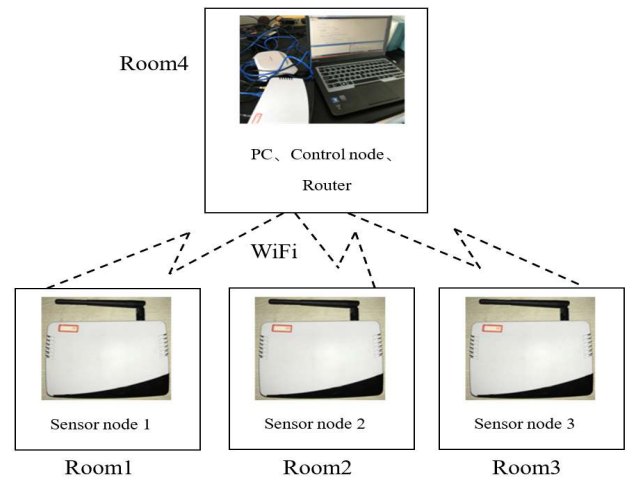 Room4
PC、Control node、
Router
WiFi
Sensor node 1
Sensor node 2
Sensor node 3
Room1
Room2
Room3